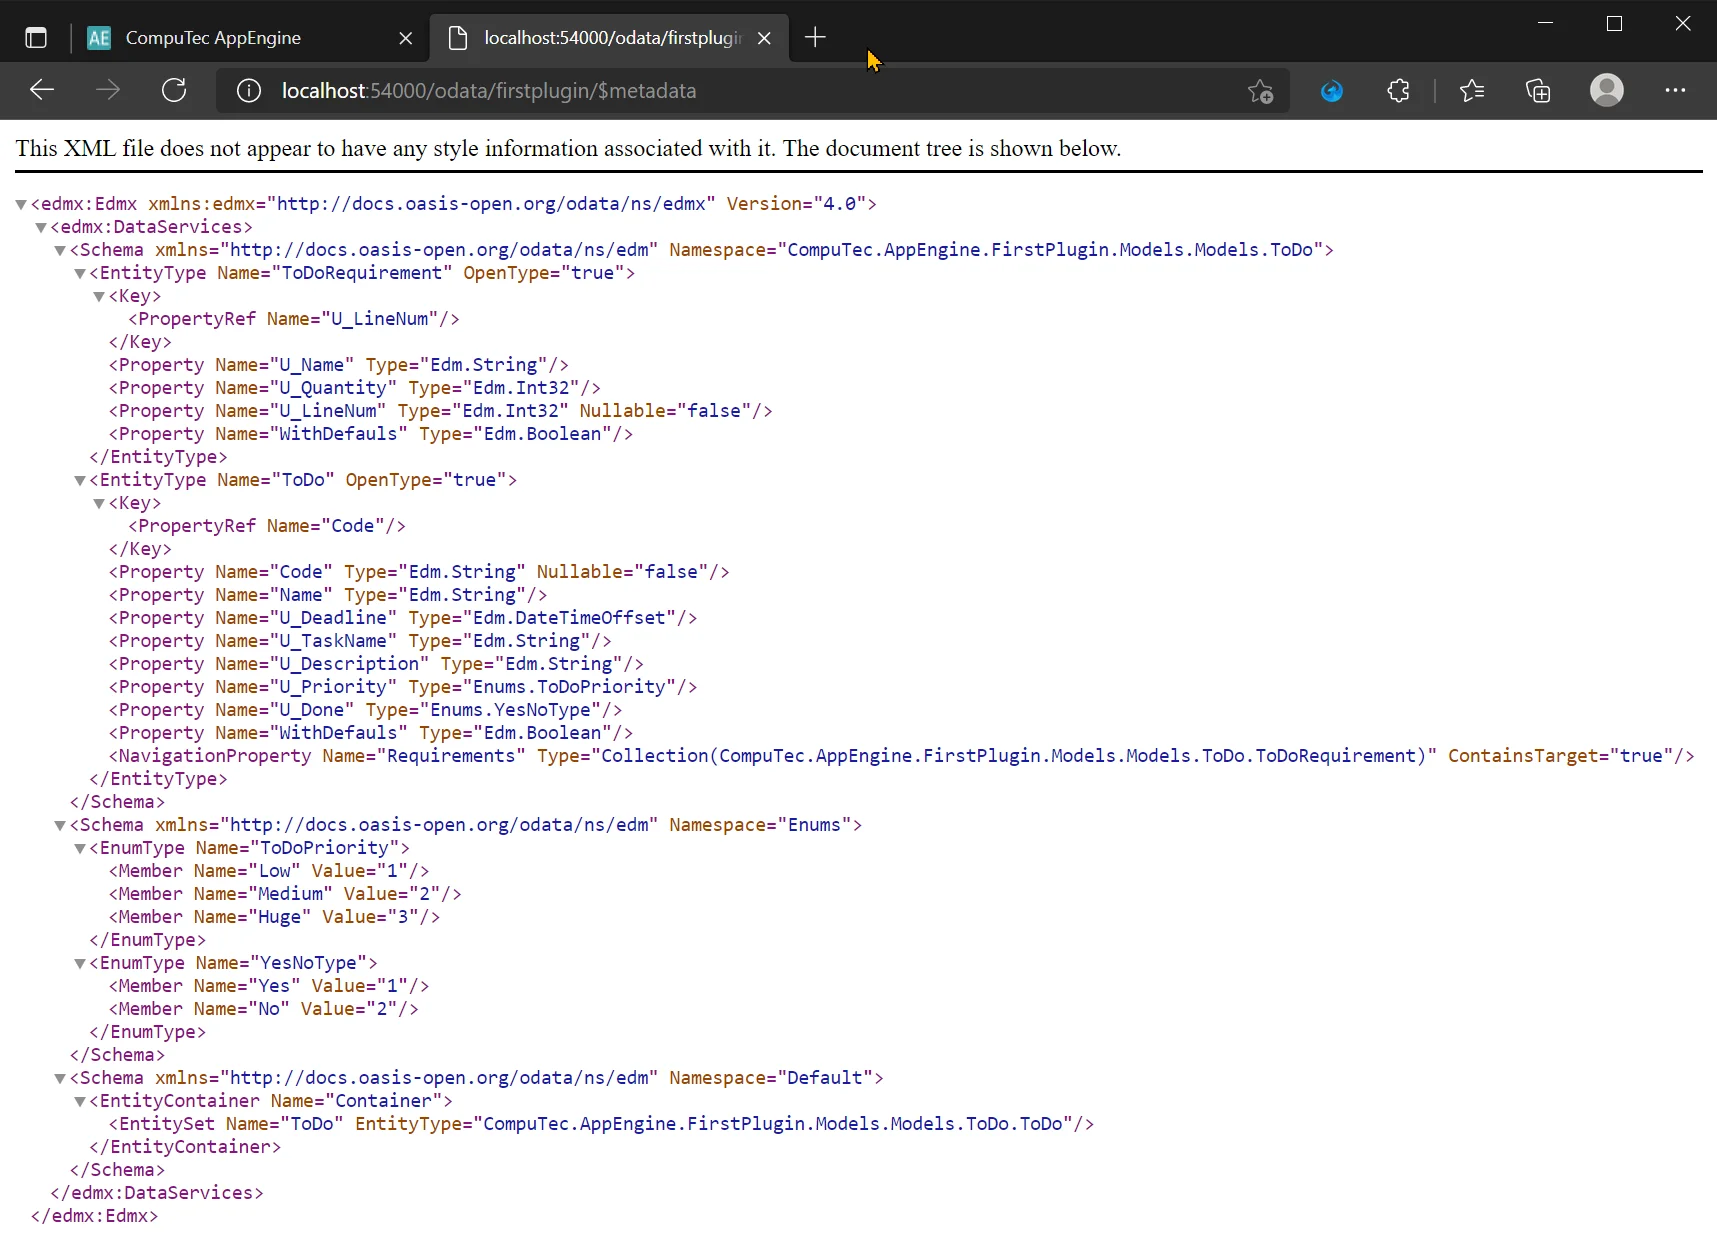 AE CompuTec AppEngine
localhost:54000/odata/firstplugi
localhost:54000/odata/firstplugin/$metadata
This XML file does not appear to have any style information associated with it. The document tree is shown below.
▼<edmx:Edmx xmlns:edmx="http://docs.oasis-open.org/odata/ns/edmx" Version="4.0">
▼<edmx:DataServices>
▼<Schema xmlns="http://docs.oasis-open.org/odata/ns/edm" Namespace="CompuTec.AppEngine.FirstPlugin.Models.Models.ToDo">
▼<EntityType Name="ToDoRequirement" OpenType="true">
▼<Key>
<PropertyRef Name="U_LineNum"/>
</Key>
<Property Name="U_Name" Type="Edm.String"/>
<Property Name="U_Quantity" Type="Edm.Int32"/>
<Property Name="U_LineNum" Type="Edm.Int32" Nullable="false"/>
<Property Name="WithDefauls" Type="Edm.Boolean"/>
</EntityType>
▼<EntityType Name="ToDo" OpenType="true">
▼<Key>
<PropertyRef Name="Code"/>
</Key>
<Property Name="Code" Type="Edm.String" Nullable="false"/>
<Property Name="Name" Type="Edm.String"/>
<Property Name="U_Deadline" Type="Edm.DateTimeOffset"/>
<Property Name="U_TaskName" Type="Edm.String"/>
<Property Name="U_Description" Type="Edm.String"/>
<Property Name="U_Priority" Type="Enums.ToDoPriority"/>
<Property Name="U_Done" Type="Enums.YesNoType"/>
<Property Name="WithDefauls" Type="Edm.Boolean"/>
<NavigationProperty Name="Requirements" Type="Collection(CompuTec.AppEngine.FirstPlugin.Models.Models.ToDo.ToDoRequirement)" ContainsTarget="true"/>
</EntityType>
</Schema>
▼<Schema xmlns="http://docs.oasis-open.org/odata/ns/edm" Namespace="Enums">
▼<EnumType Name="ToDoPriority">
<Member Name="Low" Value="1"/>
<Member Name="Medium" Value="2"/>
<Member Name="Huge" Value="3"/>
</EnumType>
▼<EnumType Name="YesNoType">
<Member Name="Yes" Value="1"/>
<Member Name="No" Value="2"/>
</EnumType>
</Schema>
▼<Schema xmlns="http://docs.oasis-open.org/odata/ns/edm" Namespace="Default">
▼<EntityContainer Name="Container">
<EntitySet Name="ToDo" EntityType="CompuTec.AppEngine.FirstPlugin.Models.Models.ToDo.ToDo"/>
</EntityContainer>
</Schema>
</edmx:DataServices>
</edmx:Edmx>